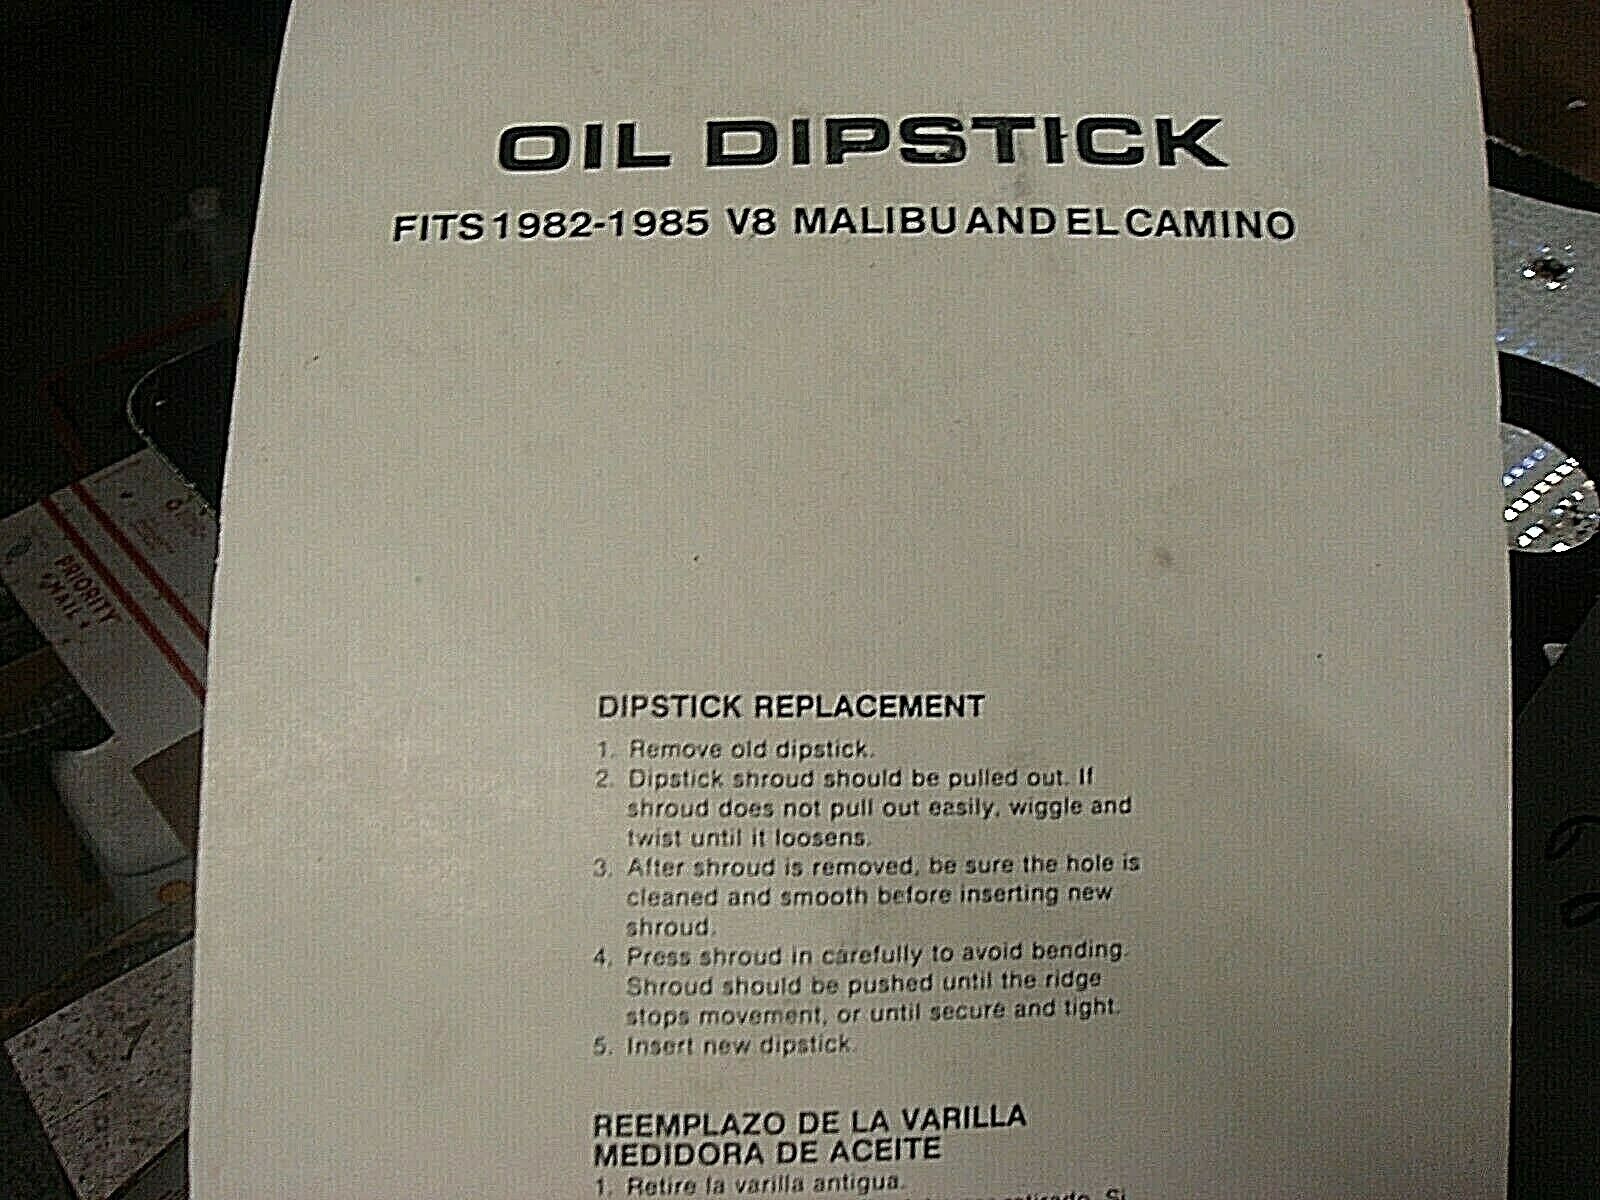 OIL DIPSTICK
FITS 1982-1985 V8 MALIBU AND EL CAMINO
DIPSTICK REPLACEMENT
1. Remove old dipstick.
2. Dipstick shroud should be pulled out. If
shroud does not pull out easily, wiggle and
twist until it loosens.
3. After shroud is removed, be sure the hole is
cleaned and smooth before inserting new
shroud.
4. Press shroud in carefully to avoid bending.
Shroud should be pushed until the ridge
stops movement, or until secure and tight.
5. Insert new dipstick.
REEMPLAZO DE LA VARILLA
MEDIDORA DE ACEITE
1. Retire la varilla antigua.
Si
PRIORITY
MAIL